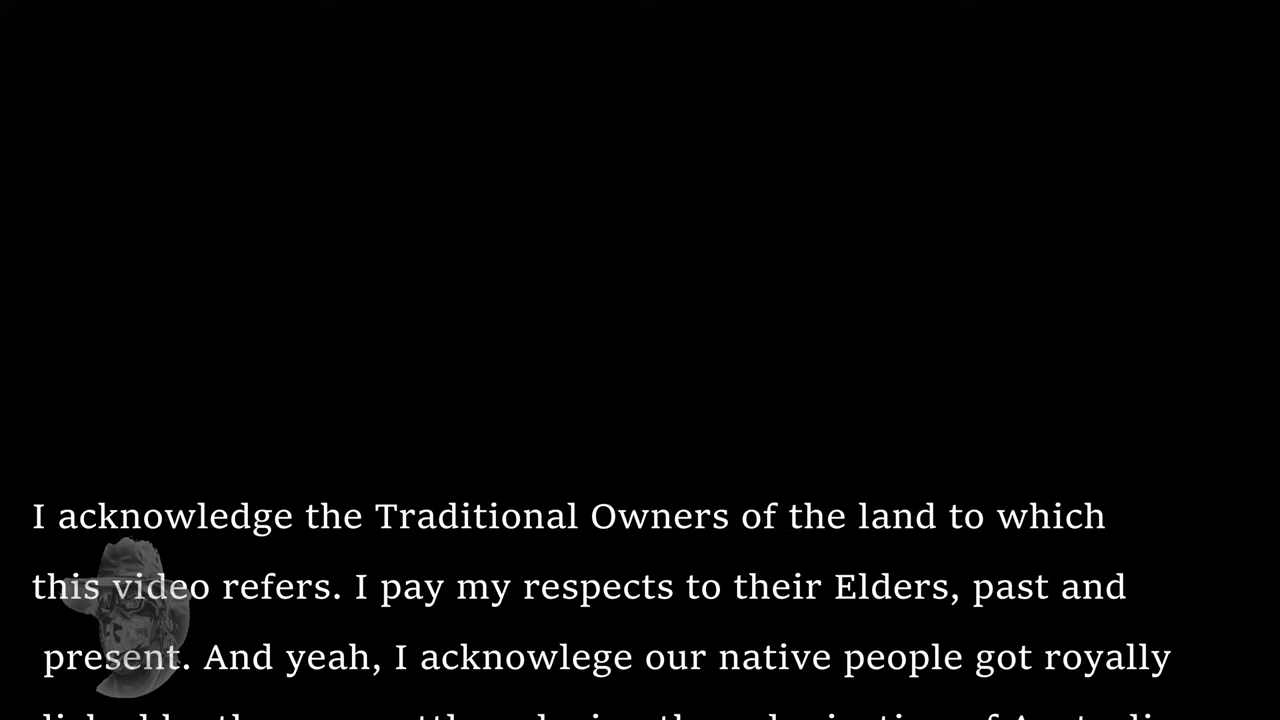 I acknowledge the Traditional Owners of the land to which
this video refers. I pay my respects to their Elders, past and
present. And yeah, I acknowlege our native people got royally